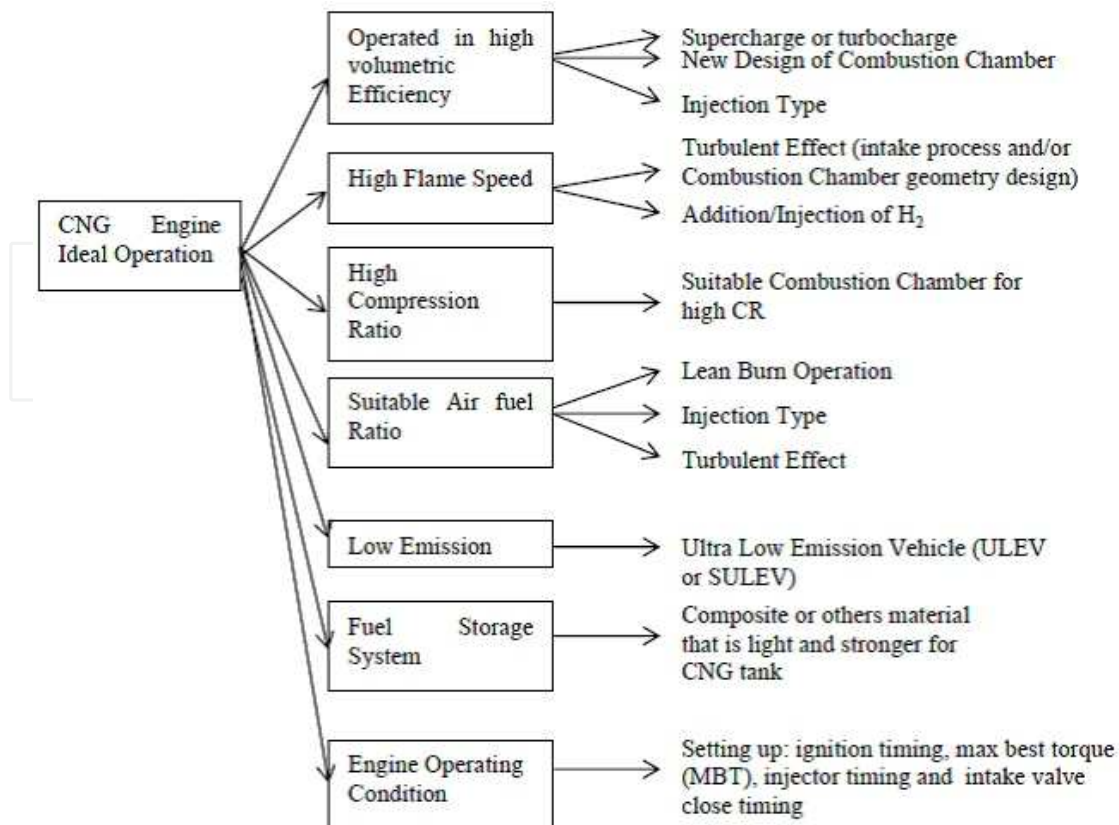 Operated in high
volumetric
Efficiency
Supercharge or turbocharge
New Design of Combustion Chamber
Injection Type
High Flame Speed
Turbulent Effect (intake process and/or
Combustion Chamber geometry design)
Addition/Injection of H₂
CNG Engine
Ideal Operation
High
Compression
Ratio
Suitable Combustion Chamber for
high CR
Suitable Air fuel
Ratio
Lean Burn Operation
Injection Type
Turbulent Effect
Low Emission
Ultra Low Emission Vehicle (ULEV
or SULEV)
Fuel Storage
System
Composite or others material
that is light and stronger for
CNG tank
Engine Operating
Condition
Setting up: ignition timing, max best torque
(MBT), injector timing and intake valve
close timing